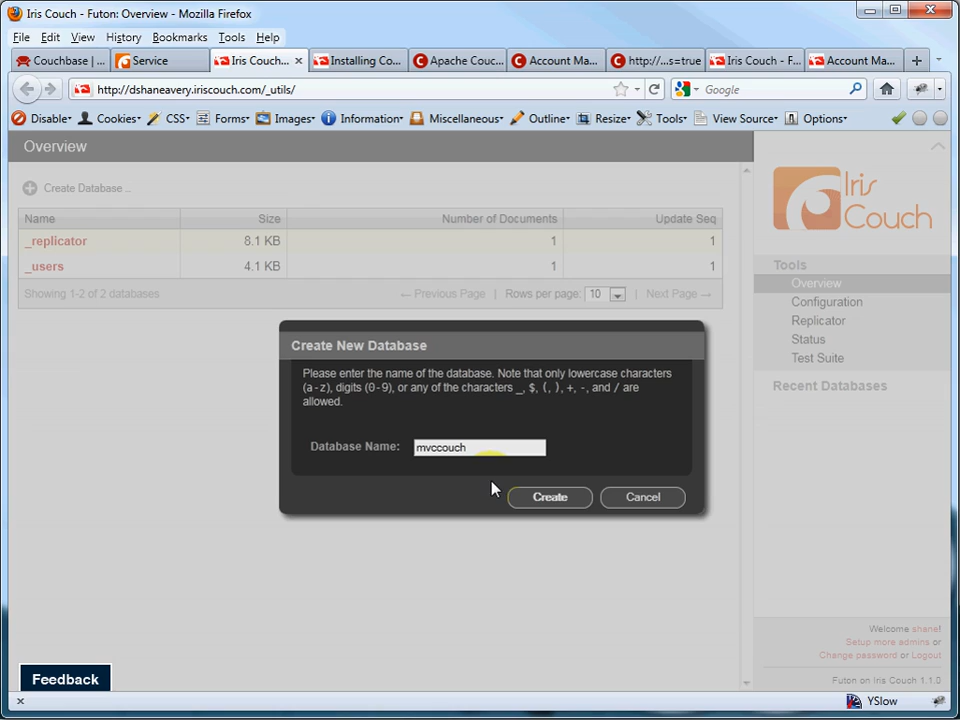 Iris Couch - Futon: Overview - Mozilla Firefox
File Edit View History Bookmarks Tools Help
Couchbase | ... Service Iris Couch... Installing Co... Apache Couc... Account Ma... http:/...s=true Iris Couch - F... Account Ma...
http://dshaneavery.iriscouch.com/_utils/ Google
Disable Cookies CSS Forms Images Information Miscellaneous Outline Resize Tools View Source Options
Overview
Create Database ..
Name Size Number of Documents Update Seq
_replicator 8.1 KB 1 1
_users 4.1 KB 1 1
Showing 1-2 of 2 databases ← Previous Page | Rows per page: 10 | Next Page →
Create New Database
Please enter the name of the database. Note that only lowercase characters
(a-z), digits (0-9), or any of the characters _, $, (, ), +, -, and / are
allowed.
Database Name: mvccouch
Create Cancel
Iris
Couch
Tools
Overview
Configuration
Replicator
Status
Test Suite
Recent Databases
Welcome shane!
Setup more admins or
Change password or Logout
Futon on Iris Couch 1.1.0
Feedback
YSlow